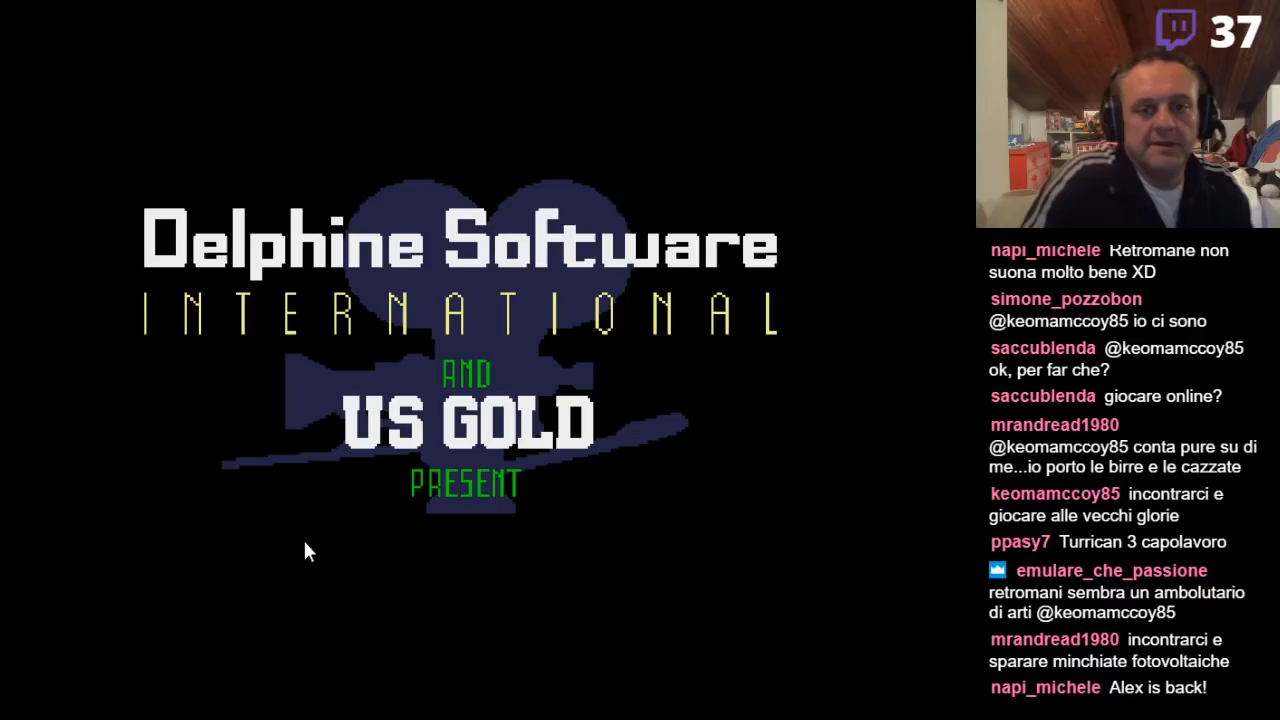 Delphine Software
INTERNATIONAL
AND
US GOLD
PRESENT
37
napi_michele Retromane non
suona molto bene XD
simone_pozzobon
@keomamccoy85 io ci sono
saccublenda @keomamccoy85
ok, per far che?
saccublenda giocare online?
mrandread1980
@keomamccoy85 conta pure su di
me...io porto le birre e le cazzate
keomamccoy85 incontrarci e
giocare alle vecchi glorie
ppasy7 Turrican 3 capolavoro
emulare_che_passione
retromani sembra un ambolutario
di arti @keomamccoy85
mrandread1980 incontrarci e
sparare minchiate fotovoltaiche
napi_michele Alex is back!